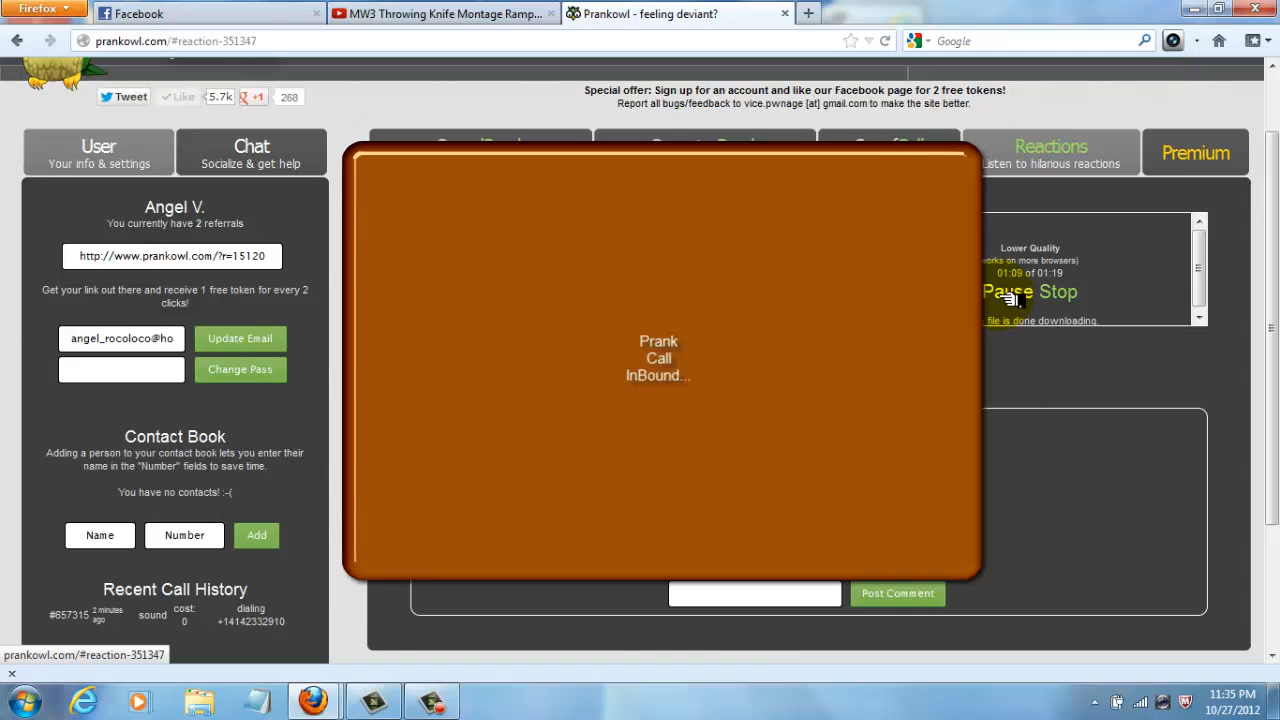 Firefox
Facebook
MW3 Throwing Knife Montage Ramp...
Prankowl - feeling deviant?
prankowl.com/#reaction-351347
Google
Tweet
Like
5.7k
+1
268
Special offer: Sign up for an account and like our Facebook page for 2 free tokens!
Report all bugs/feedback to vice.pwnage [at] gmail.com to make the site better.
User
Your info & settings
Chat
Socialize & get help
Reactions
Listen to hilarious reactions
Premium
Angel V.
You currently have 2 referrals
http://www.prankowl.com/?r=15120
Get your link out there and receive 1 free token for every 2
clicks!
angel_rocoloco@ho
Update Email
Change Pass
Lower Quality
works on more browsers)
01:09 of 01:19
Pause Stop
file is done downloading.
Prank
Call
InBound...
Contact Book
Adding a person to your contact book lets you enter their
name in the "Number" fields to save time.
You have no contacts! :-(
Name
Number
Add
Recent Call History
#657315
2 minutes
ago
sound
cost:
0
dialing
+14142332910
Post Comment
prankowl.com/#reaction-351347
11:35 PM
10/27/2012